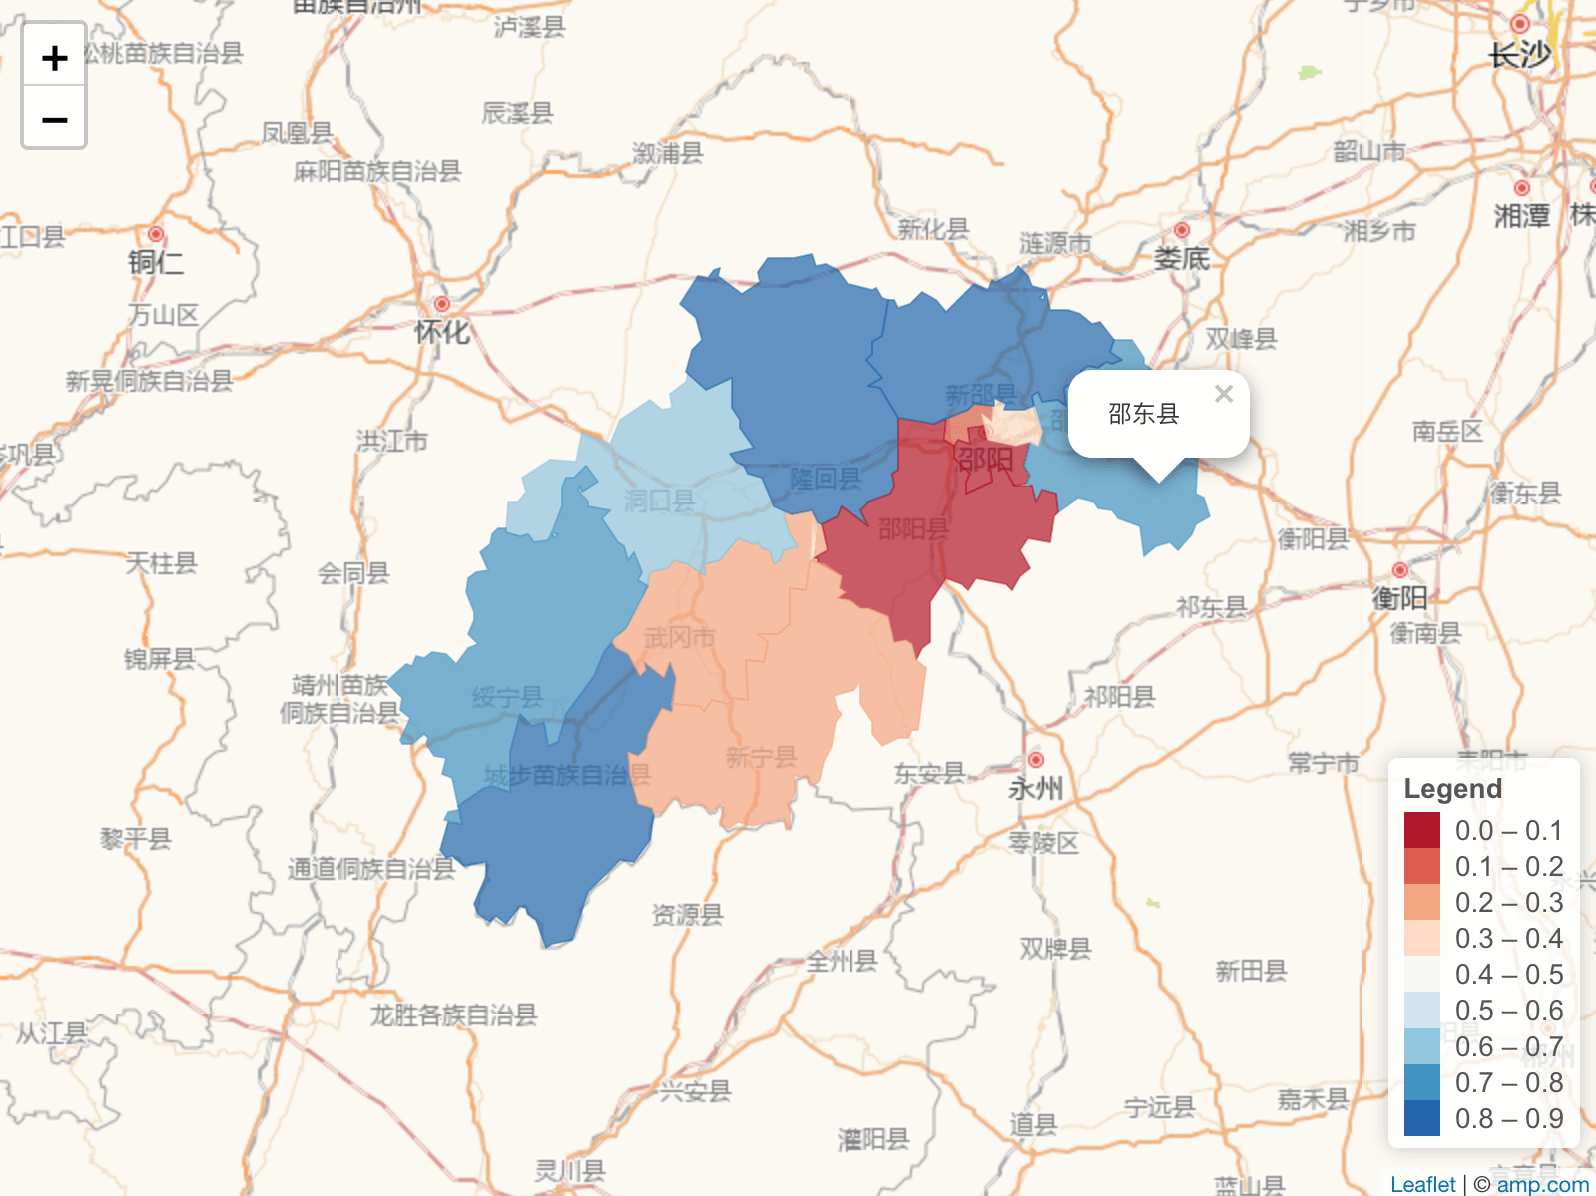 苗族自治州
泸溪县
宁乡市
长沙
+
−
松桃苗族自治县
辰溪县
凤凰县
溆浦县
韶山市
麻阳苗族自治县
湘潭
株
江口县
新化县
涟源市
湘乡市
铜仁
娄底
万山区
怀化
双峰县
新晃侗族自治县
新邵县
邵东县
×
洪江市
南岳区
岑巩县
邵阳
隆回县
洞口县
衡东县
邵阳县
天柱县
会同县
衡阳县
衡阳
祁东县
武冈市
衡南县
锦屏县
靖州苗族
侗族自治县
绥宁县
祁阳县
新宁县
城步苗族自治县
东安县
永州
常宁市
耒阳市
黎平县
通道侗族自治县
零陵区
资源县
全州县
双牌县
新田县
从江县
龙胜各族自治县
兴安县
宁远县
嘉禾县
道县
灌阳县
灵川县
蓝山县
Legend
0.0 – 0.1
0.1 – 0.2
0.2 – 0.3
0.3 – 0.4
0.4 – 0.5
0.5 – 0.6
0.6 – 0.7
0.7 – 0.8
0.8 – 0.9
Leaflet | © amp.com